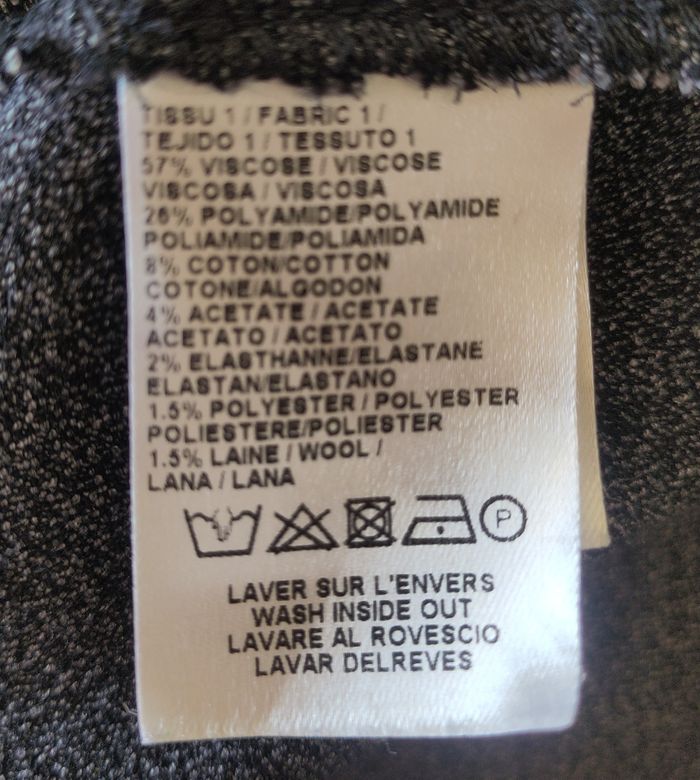 TISSU 1 / FABRIC 1 /
TEJIDO 1 / TESSUTO 1
57% VISCOSE / VISCOSE
VISCOSA / VISCOSA
26% POLYAMIDE/POLYAMIDE
POLIAMIDE/POLIAMIDA
8% COTON/COTTON
COTONE/ALGODON
4% ACETATE / ACETATE
ACETATO / ACETATO
2% ELASTHANNE/ELASTANE
ELASTAN/ELASTANO
1.5% POLYESTER / POLYESTER
POLIESTERE/POLIESTER
1.5% LAINE / WOOL /
LANA / LANA
P
LAVER SUR L'ENVERS
WASH INSIDE OUT
LAVARE AL ROVESCIO
LAVAR DELREVES